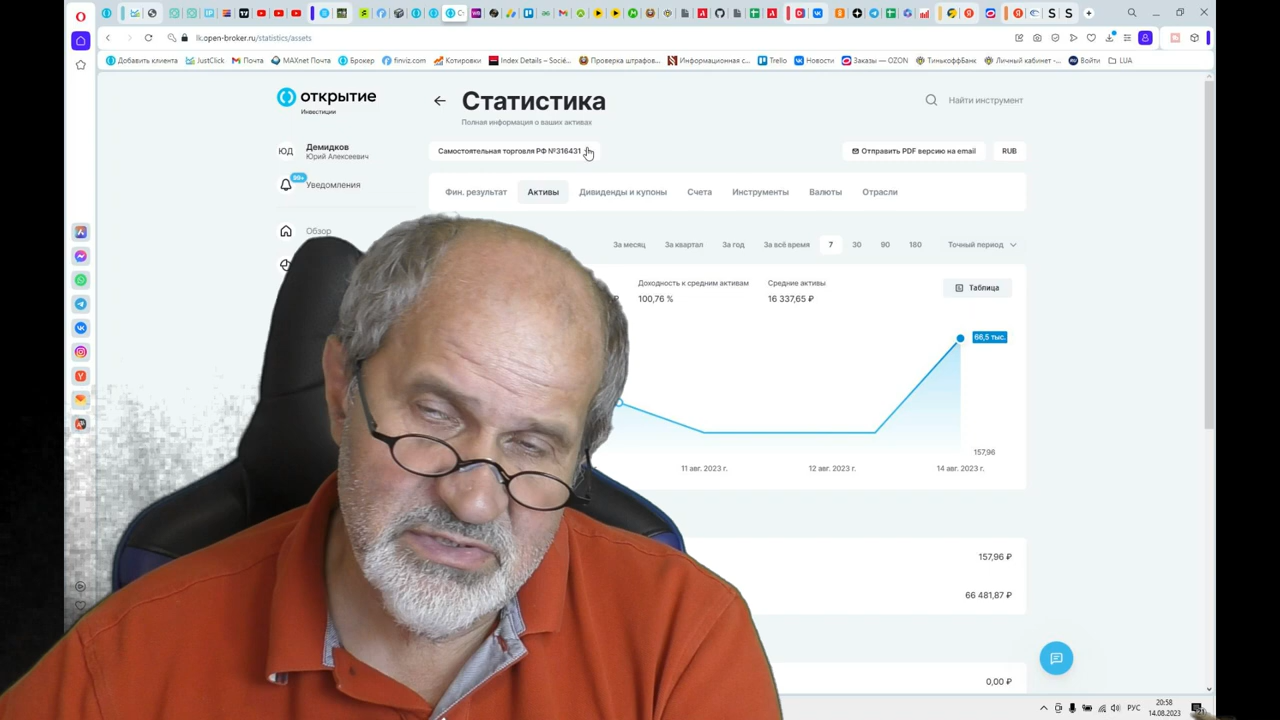 lk.open-broker.ru/statistics/assets
Добавить клиента
JustClick
Почта
MAXnet Почта
Брокер
finviz.com
Котировки
Index Details – Socié...
Проверка штрафов...
Информационная с...
Trello
Новости
Заказы — OZON
ТинькоффБанк
Личный кабинет -...
Войти
LUA
открытие
Инвестиции
Статистика
Полная информация о ваших активах
Найти инструмент
ЮД
Демидков
Юрий Алексеевич
Самостоятельная торговля РФ №316431
Отправить PDF версию на email
RUB
99+
Уведомления
Фин. результат
Активы
Дивиденды и купоны
Счета
Инструменты
Валюты
Отрасли
Обзор
За месяц
За квартал
За год
За всё время
7
30
90
180
Точный период
Доходность к средним активам
Средние активы
₽
100,76 %
16 337,65 ₽
Таблица
66,5 тыс.
157,96
11 авг. 2023 г.
12 авг. 2023 г.
14 авг. 2023 г.
157,96 ₽
66 481,87 ₽
0,00 ₽
РУС
20:58
14.08.2023